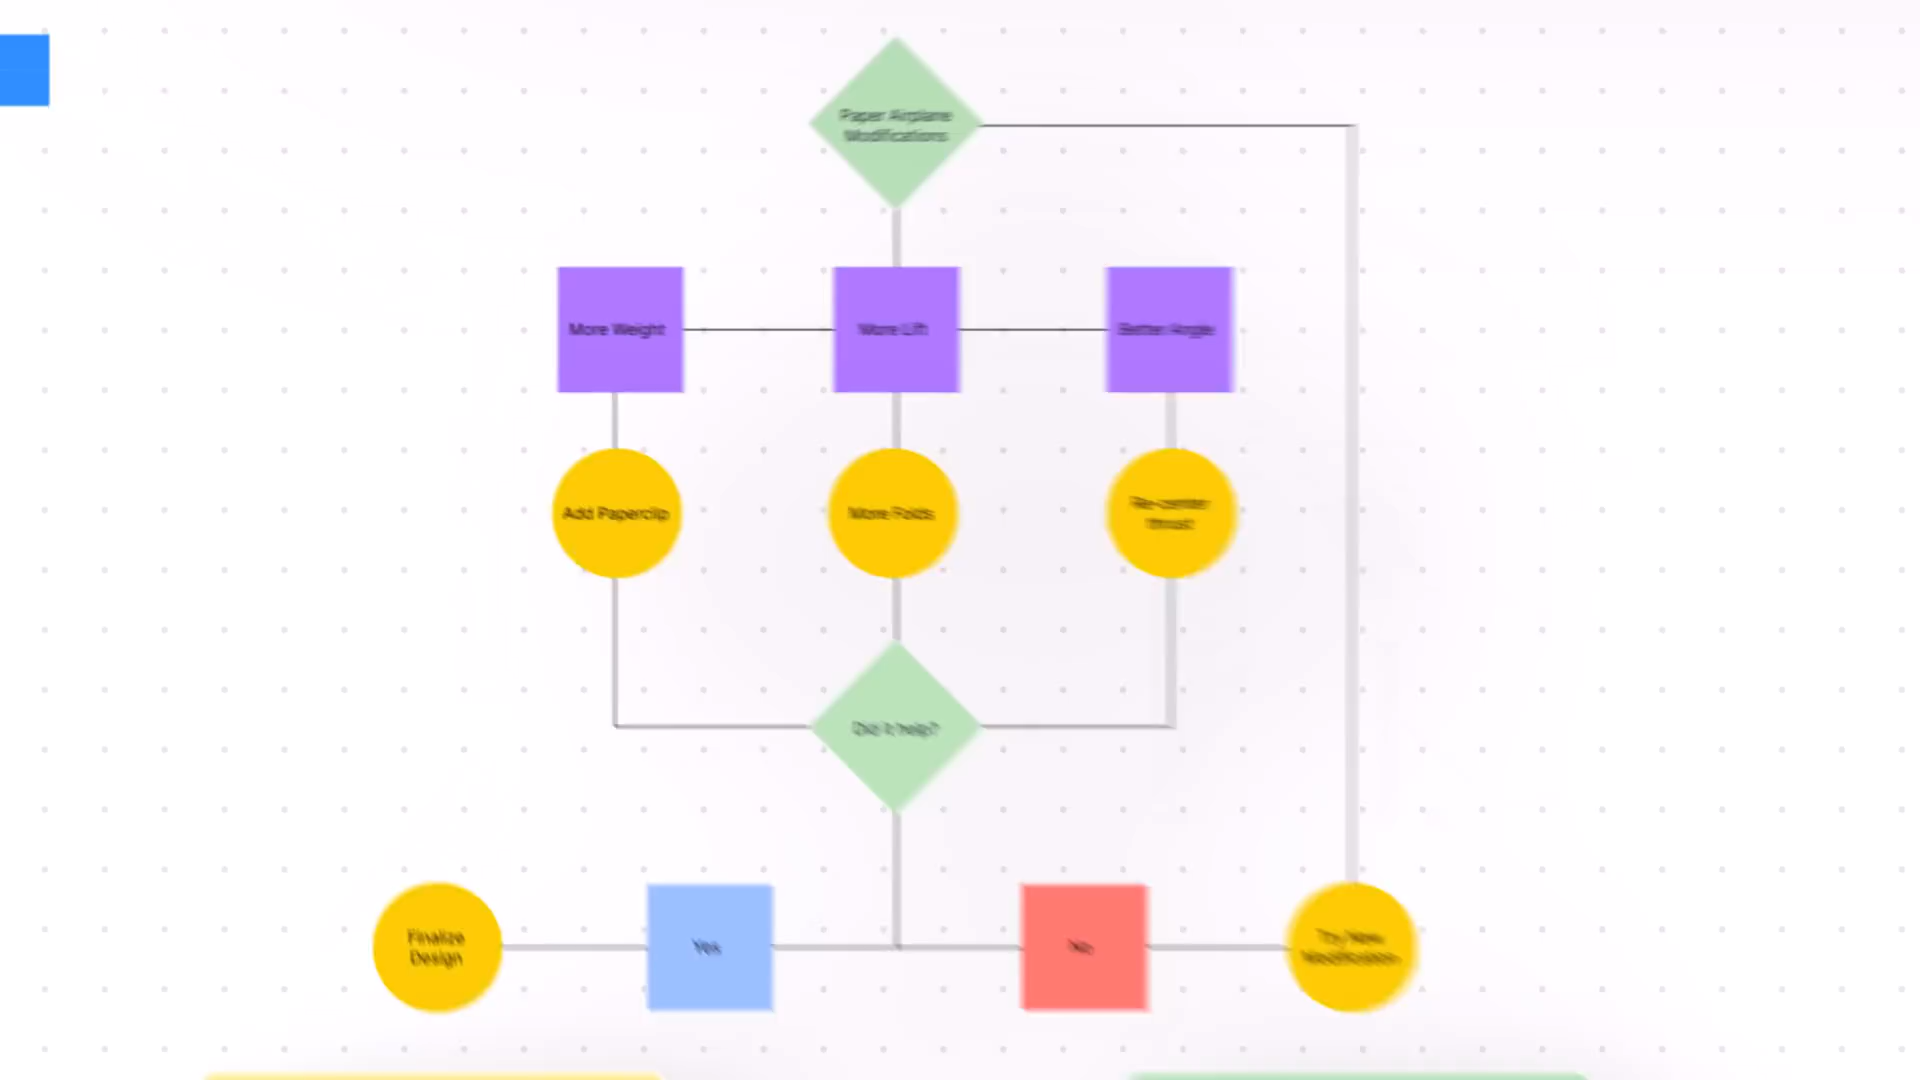 Paper Airplane
Modifications
More Weight
More Lift
Better Angle
Add Paperclip
More Folds
Re-center
thrust
Did it help?
Finalize
Design
Yes
No
Try New
Modification